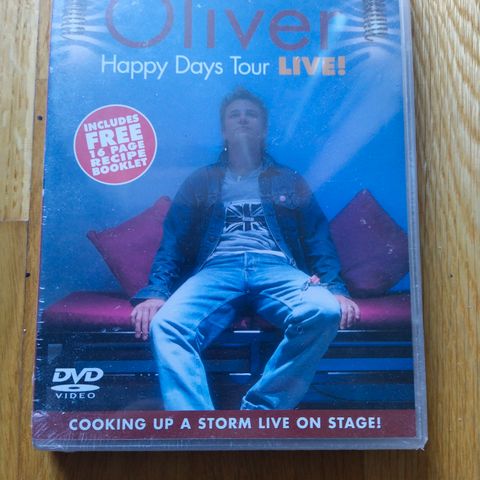 Oliver
Happy Days Tour LIVE!
INCLUDES
FREE
16 PAGE
RECIPE
BOOKLET
DVD
VIDEO
COOKING UP A STORM LIVE ON STAGE!